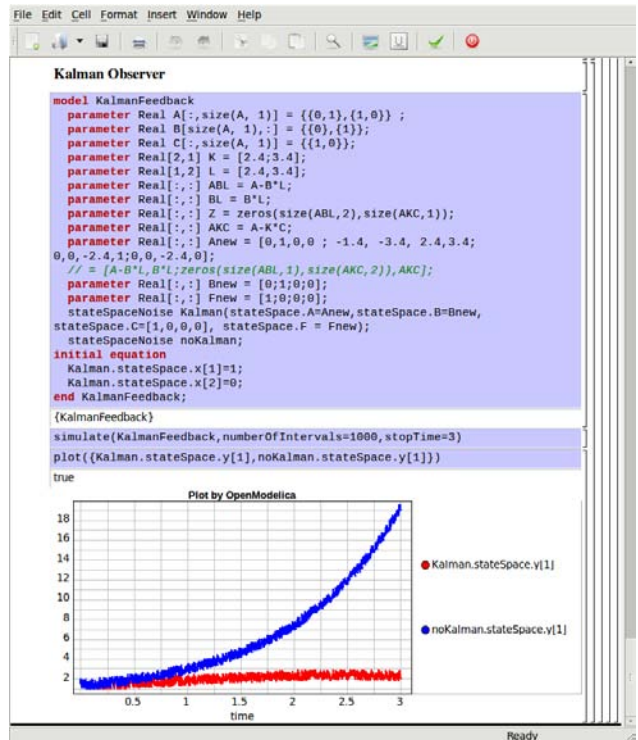 File Edit Cell Format Insert Window Help
Kalman Observer
model KalmanFeedback
parameter Real A[:,size(A, 1)] = {{0,1},{1,0}} ;
parameter Real B[size(A, 1),:] = {{0},{1}};
parameter Real C[:,size(A, 1)] = {{1,0}};
parameter Real[2,1] K = [2.4;3.4];
parameter Real[1,2] L = [2.4,3.4];
parameter Real[:,:] ABL = A-B*L;
parameter Real[:,:] BL = B*L;
parameter Real[:,:] Z = zeros(size(ABL,2),size(AKC,1));
parameter Real[:,:] AKC = A-K*C;
parameter Real[:,:] Anew = [0,1,0,0 ; -1.4, -3.4, 2.4,3.4;
0,0,-2.4,1;0,0,-2.4,0];
// = [A-B*L,B*L;zeros(size(ABL,1),size(AKC,2)),AKC];
parameter Real[:,:] Bnew = [0;1;0;0];
parameter Real[:,:] Fnew = [1;0;0;0];
stateSpaceNoise Kalman(stateSpace.A=Anew,stateSpace.B=Bnew,
stateSpace.C=[1,0,0,0], stateSpace.F = Fnew);
stateSpaceNoise noKalman;
initial equation
Kalman.stateSpace.x[1]=1;
Kalman.stateSpace.x[2]=0;
end KalmanFeedback;
{KalmanFeedback}
simulate(KalmanFeedback,numberOfIntervals=1000,stopTime=3)
plot({Kalman.stateSpace.y[1],noKalman.stateSpace.y[1]})
true
Plot by OpenModelica
18
16
14
12
10
8
6
4
2
Kalman.stateSpace.y[1]
noKalman.stateSpace.y[1]
0.5 1 1.5 2 2.5 3
time
Ready